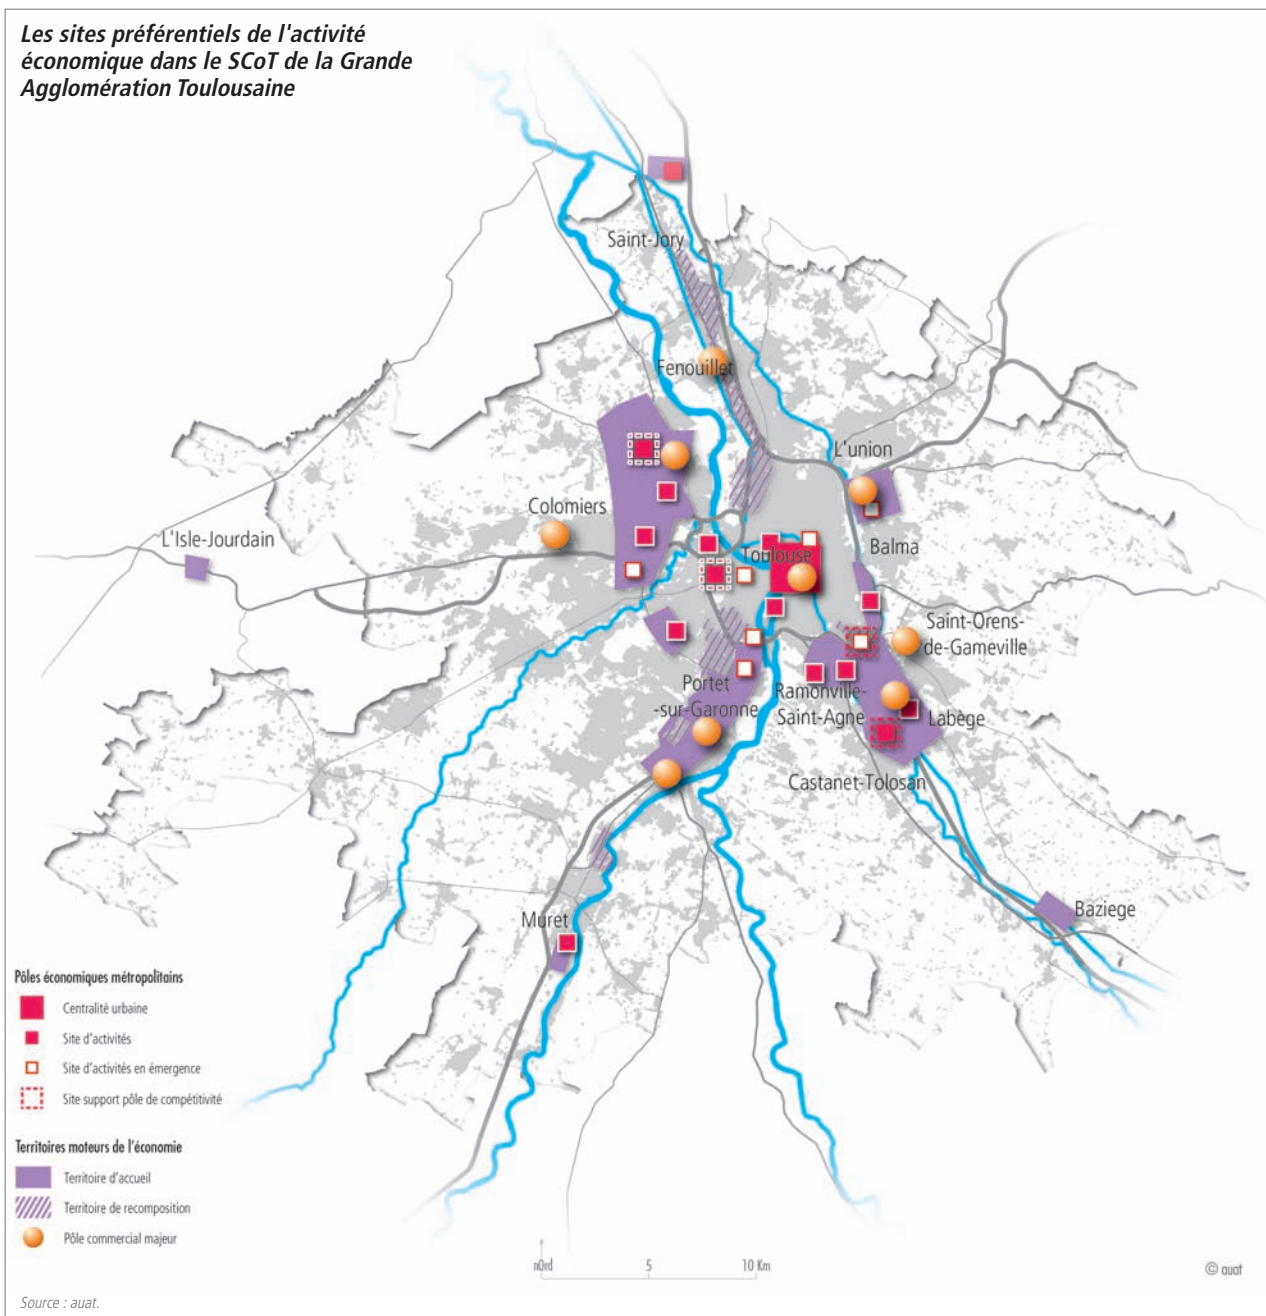 Les sites préférentiels de l'activité
économique dans le SCoT de la Grande
Agglomération Toulousaine
Saint-Jory
Fenouillet
L'union
Colomiers
L'Isle-Jourdain
Toulouse
Balma
Saint-Orens-
de-Gameville
Portet
-sur-Garonne
Ramonville-
Saint-Agne
Labège
Castanet-Tolosan
Muret
Baziege
Pôles économiques métropolitains
Centralité urbaine
Site d'activités
Site d'activités en émergence
Site support pôle de compétitivité
Territoires moteurs de l'économie
Territoire d'accueil
Territoire de recomposition
Pôle commercial majeur
nOrd 5 10 Km
© auat
Source : auat.